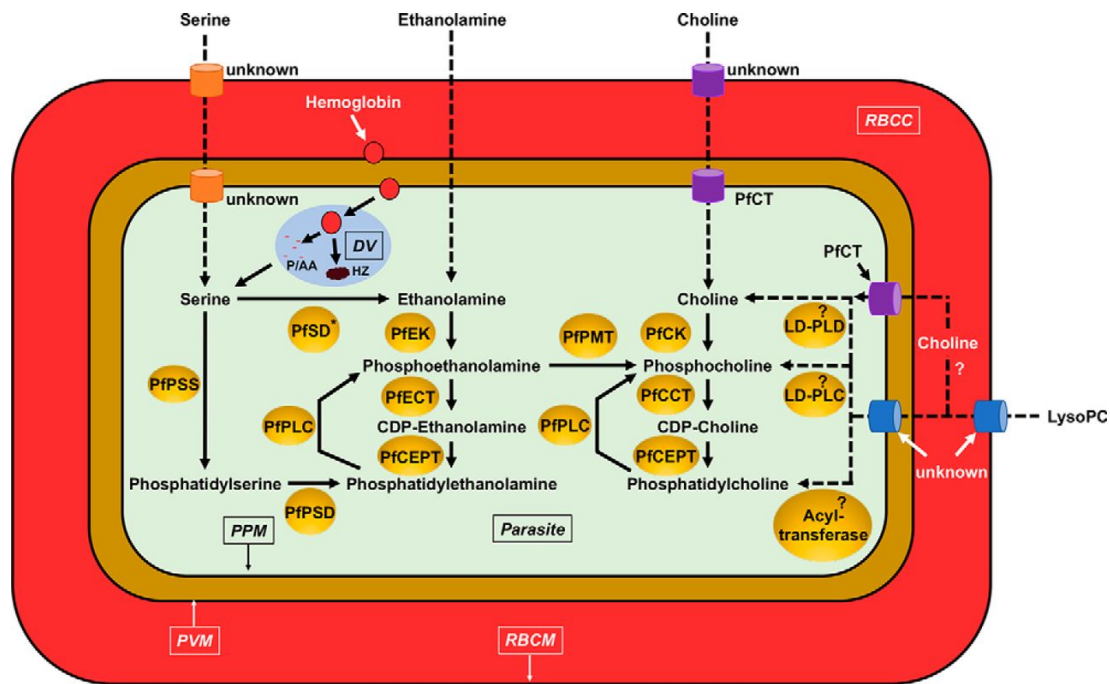 Serine
Ethanolamine
Choline
unknown
unknown
Hemoglobin
RBCC
unknown
PfCT
DV
P/AA
HZ
PfCT
Serine
Ethanolamine
Choline
PfSD*
PfEK
PfPMT
PfCK
?
LD-PLD
Choline
?
Phosphoethanolamine
Phosphocholine
PfPSS
PfECT
PfCCT
?
LD-PLC
PfPLC
CDP-Ethanolamine
PfPLC
CDP-Choline
LysoPC
PfCEPT
PfCEPT
unknown
Phosphatidylserine
Phosphatidylethanolamine
Phosphatidylcholine
PfPSD
?
Acyl-
transferase
PPM
Parasite
PVM
RBCM